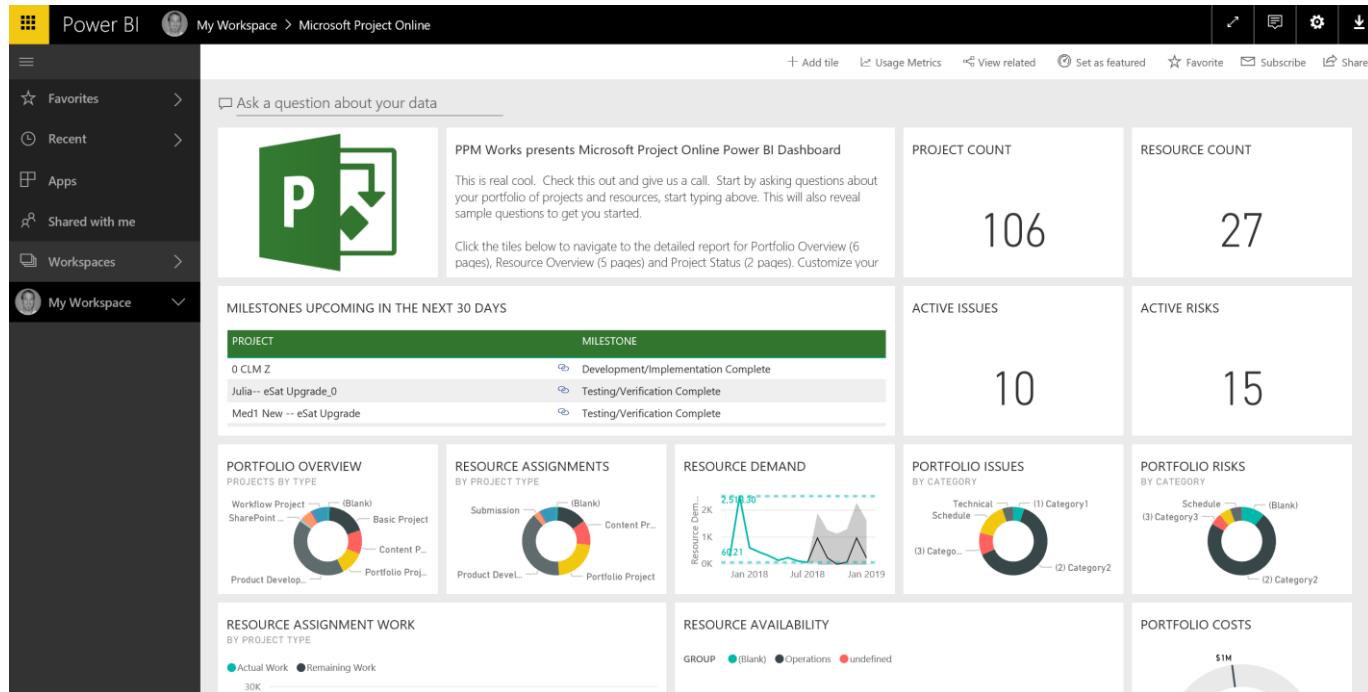 Power BI
My Workspace > Microsoft Project Online
+ Add tile Usage Metrics View related Set as featured Favorite Subscribe Share
Favorites
Recent
Apps
Shared with me
Workspaces
My Workspace
Ask a question about your data
P
PPM Works presents Microsoft Project Online Power BI Dashboard
This is real cool. Check this out and give us a call. Start by asking questions about
your portfolio of projects and resources, start typing above. This will also reveal
sample questions to get you started.
Click the tiles below to navigate to the detailed report for Portfolio Overview (6
pages), Resource Overview (5 pages) and Project Status (2 pages). Customize your
PROJECT COUNT
106
RESOURCE COUNT
27
MILESTONES UPCOMING IN THE NEXT 30 DAYS
PROJECT MILESTONE
0 CLM Z Development/Implementation Complete
Julia-- eSat Upgrade_0 Testing/Verification Complete
Med1 New -- eSat Upgrade Testing/Verification Complete
ACTIVE ISSUES
10
ACTIVE RISKS
15
PORTFOLIO OVERVIEW
PROJECTS BY TYPE
Workflow Project (Blank)
SharePoint ... Basic Project
Content P...
Portfolio Proj...
Product Develop...
RESOURCE ASSIGNMENTS
BY PROJECT TYPE
(Blank)
Submission
Content Pr...
Product Devel... Portfolio Project
RESOURCE DEMAND
Resource Dem...
2K
1K
0K
60.21
Jan 2018 Jul 2018 Jan 2019
PORTFOLIO ISSUES
BY CATEGORY
Technical (1) Category1
Schedule
(3) Catego...
(2) Category2
PORTFOLIO RISKS
BY CATEGORY
Schedule (Blank)
(3) Category3
(2) Category2
RESOURCE ASSIGNMENT WORK
BY PROJECT TYPE
Actual Work Remaining Work
30K
RESOURCE AVAILABILITY
GROUP (Blank) Operations undefined
PORTFOLIO COSTS
$1M